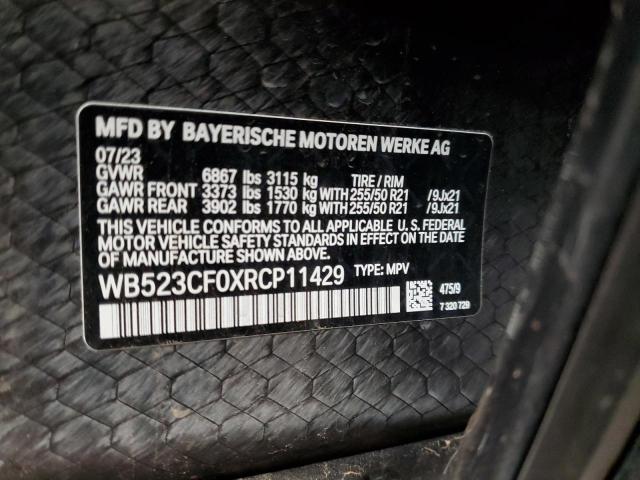 MFD BY BAYERISCHE MOTOREN WERKE AG
07/23
GVWR 6867 lbs 3115 kg TIRE / RIM
GAWR FRONT 3373 lbs 1530 kg WITH 255/50 R21 /9Jx21
GAWR REAR 3902 lbs 1770 kg WITH 255/50 R21 /9Jx21
THIS VEHICLE CONFORMS TO ALL APPLICABLE U. S. FEDERAL
MOTOR VEHICLE SAFETY STANDARDS IN EFFECT ON THE DATE
OF MANUFACTURE SHOWN ABOVE.
WB523CF0XRCP11429 TYPE: MPV
475/9
7 320 729